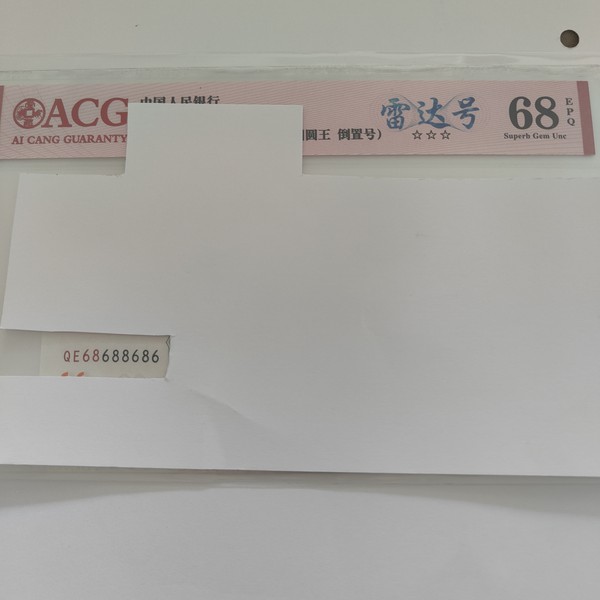 ACG
AI CANG GUARANTY
中国人民银行
圆王 倒置号)
雷达号
☆☆☆
68
EPQ
Superb Gem Unc
QE68688686